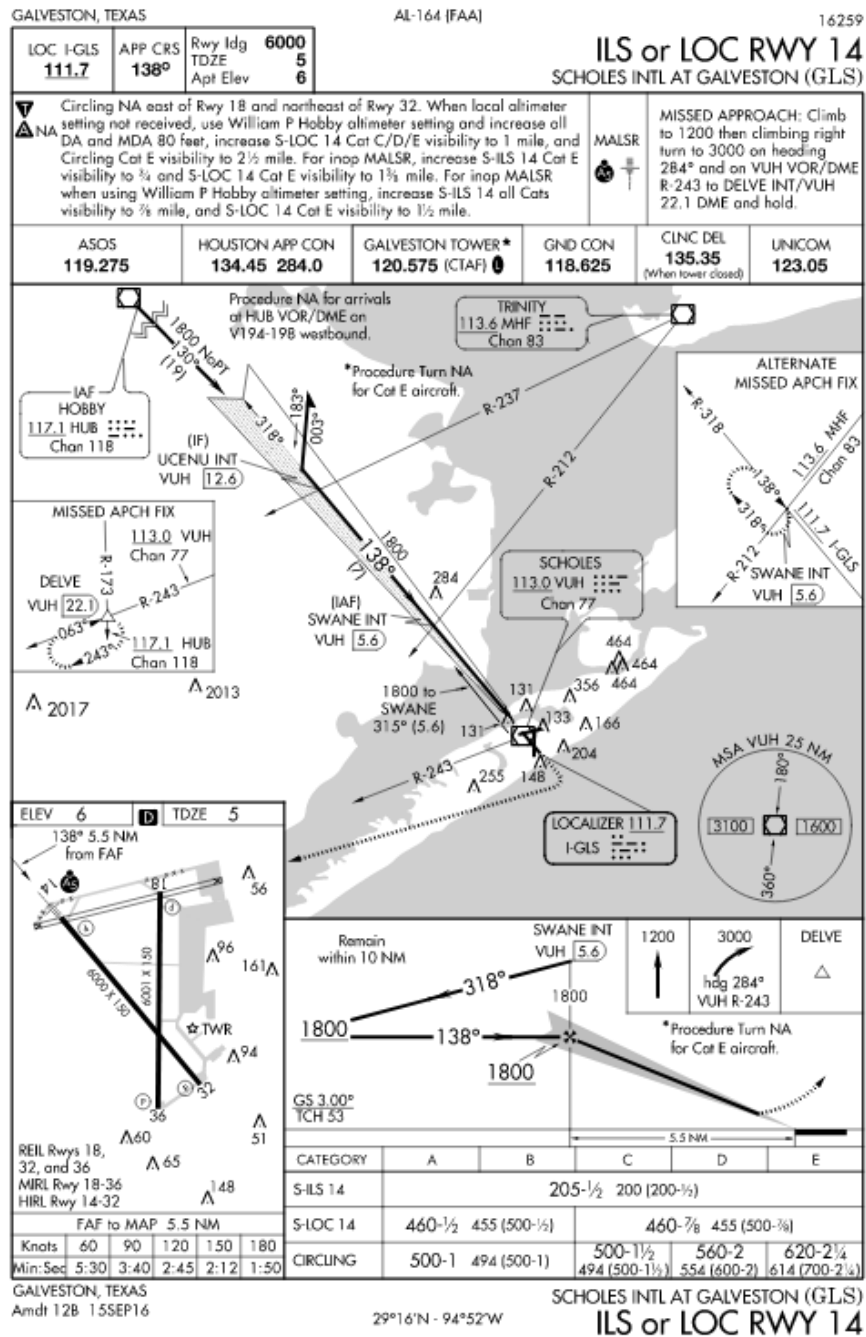 GALVESTON, TEXAS
AL-164 (FAA)
16259
LOC I-GLS
111.7
APP CRS
138°
Rwy ldg 6000
TDZE 5
Apt Elev 6
ILS or LOC RWY 14
SCHOLES INTL AT GALVESTON (GLS)
T
A NA
Circling NA east of Rwy 18 and northeast of Rwy 32. When local altimeter
setting not received, use William P Hobby altimeter setting and increase all
DA and MDA 80 feet, increase S-LOC 14 Cat C/D/E visibility to 1 mile, and
Circling Cat E visibility to 2½ mile. For inop MALSR, increase S-ILS 14 Cat E
visibility to ¾ and S-LOC 14 Cat E visibility to 1⅜ mile. For inop MALSR
when using William P Hobby altimeter setting, increase S-ILS 14 all Cats
visibility to ⅞ mile, and S-LOC 14 Cat E visibility to 1½ mile.
MALSR
A5
MISSED APPROACH: Climb
to 1200 then climbing right
turn to 3000 on heading
284° and on VUH VOR/DME
R-243 to DELVE INT/VUH
22.1 DME and hold.
ASOS
119.275
HOUSTON APP CON
134.45 284.0
GALVESTON TOWER*
120.575 (CTAF) L
GND CON
118.625
CLNC DEL
135.35
(When tower closed)
UNICOM
123.05
Procedure NA for arrivals
at HUB VOR/DME on
V194-198 westbound.
1800 NoPT
130°
(19)
TRINITY
113.6 MHF
Chan 83
*Procedure Turn NA
for Cat E aircraft.
IAF
HOBBY
117.1 HUB
Chan 118
183°
003°
318°
R-237
R-212
(IF)
UCENU INT
VUH 12.6
ALTERNATE
MISSED APCH FIX
R-318
113.6 MHF
Chan 83
138°
318°
111.7 I-GLS
R-212
SWANE INT
VUH 5.6
MISSED APCH FIX
113.0 VUH
Chan 77
R-173
DELVE
VUH 22.1
R-243
063°
243°
117.1 HUB
Chan 118
1800
138°
(7)
284
SCHOLES
113.0 VUH
Chan 77
(IAF)
SWANE INT
VUH 5.6
464
464
464
2017
2013
1800 to
SWANE
315° (5.6)
131
131
356
133
166
204
148
255
R-243
MSA VUH 25 NM
180°
3100
1600
360°
LOCALIZER 111.7
I-GLS
ELEV 6
D
TDZE 5
138° 5.5 NM
from FAF
14
A5
18
56
96
161
6000 X 150
6001 X 150
TWR
94
32
36
60
51
65
148
REIL Rwys 18,
32, and 36
MIRL Rwy 18-36
HIRL Rwy 14-32
FAF to MAP 5.5 NM
Knots 60 90 120 150 180
Min:Sec 5:30 3:40 2:45 2:12 1:50
Remain
within 10 NM
SWANE INT
VUH 5.6
318°
1800
1800
138°
1800
GS 3.00°
TCH 53
1200
3000
hdg 284°
VUH R-243
DELVE
*Procedure Turn NA
for Cat E aircraft.
5.5 NM
CATEGORY A B C D E
S-ILS 14 205-½ 200 (200-½)
S-LOC 14 460-½ 455 (500-½) 460-⅞ 455 (500-⅞)
CIRCLING 500-1 494 (500-1) 500-1½ 494 (500-1½) 560-2 554 (600-2) 620-2¼ 614 (700-2¼)
GALVESTON, TEXAS
Amdt 12B 15SEP16
29°16'N - 94°52'W
SCHOLES INTL AT GALVESTON (GLS)
ILS or LOC RWY 14